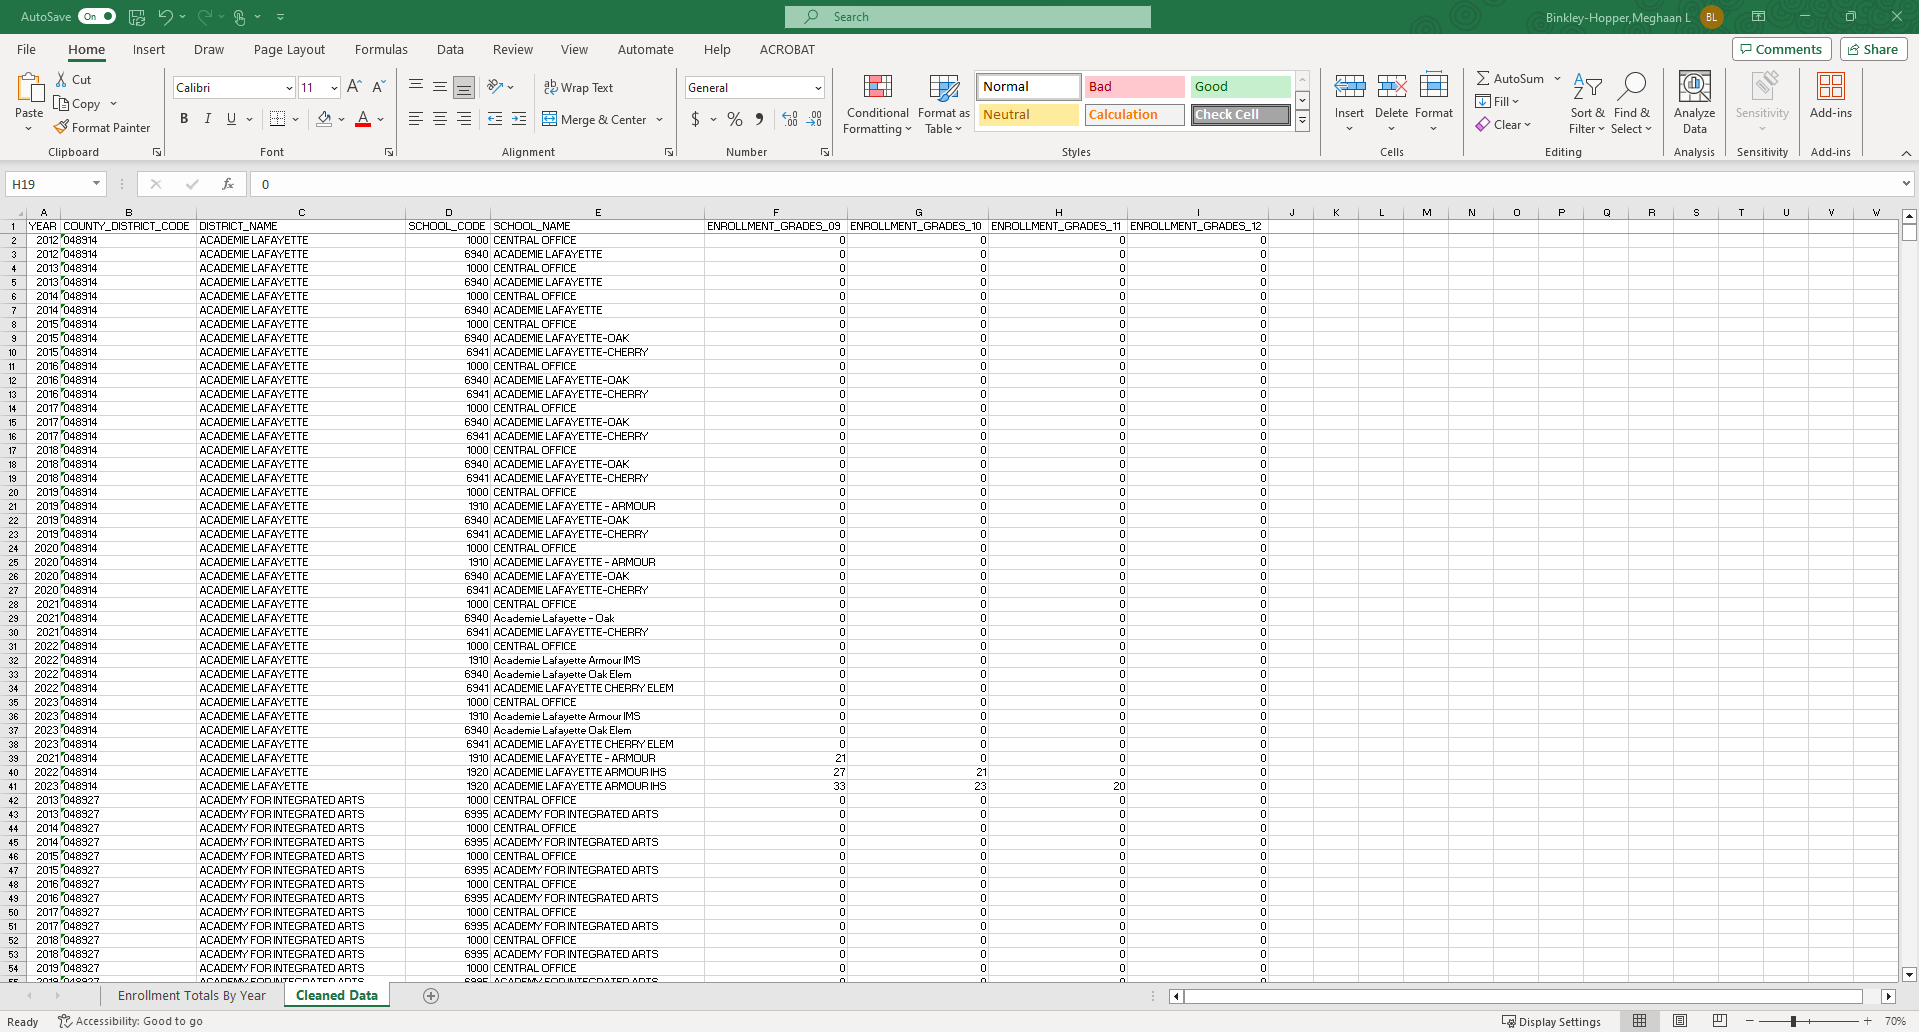 AutoSave On Search Binkley-Hopper,Meghaan L BL
File Home Insert Draw Page Layout Formulas Data Review View Automate Help ACROBAT Comments Share
Paste Cut Copy Format Painter Clipboard
Calibri 11 A A B I U A Font
Wrap Text Merge & Center Alignment
General $ % 9 Number
Conditional Formatting Format as Table Normal Bad Good Neutral Calculation Check Cell Styles
Insert Delete Format Cells
AutoSum Fill Clear Sort & Filter Find & Select Editing
Analyze Data Analysis Sensitivity Sensitivity Add-ins Add-ins
H19 fx 0
A B C D E F G H I J K L M N O P Q R S T U V W
1 YEAR COUNTY_DISTRICT_CODE DISTRICT_NAME SCHOOL_CODE SCHOOL_NAME ENROLLMENT_GRADES_09 ENROLLMENT_GRADES_10 ENROLLMENT_GRADES_11 ENROLLMENT_GRADES_12
2 2012 048914 ACADEMIE LAFAYETTE 1000 CENTRAL OFFICE 0 0 0 0
3 2012 048914 ACADEMIE LAFAYETTE 6940 ACADEMIE LAFAYETTE 0 0 0 0
4 2013 048914 ACADEMIE LAFAYETTE 1000 CENTRAL OFFICE 0 0 0 0
5 2013 048914 ACADEMIE LAFAYETTE 6940 ACADEMIE LAFAYETTE 0 0 0 0
6 2014 048914 ACADEMIE LAFAYETTE 1000 CENTRAL OFFICE 0 0 0 0
7 2014 048914 ACADEMIE LAFAYETTE 6940 ACADEMIE LAFAYETTE 0 0 0 0
8 2015 048914 ACADEMIE LAFAYETTE 1000 CENTRAL OFFICE 0 0 0 0
9 2015 048914 ACADEMIE LAFAYETTE 6940 ACADEMIE LAFAYETTE-OAK 0 0 0 0
10 2015 048914 ACADEMIE LAFAYETTE 6941 ACADEMIE LAFAYETTE-CHERRY 0 0 0 0
11 2016 048914 ACADEMIE LAFAYETTE 1000 CENTRAL OFFICE 0 0 0 0
12 2016 048914 ACADEMIE LAFAYETTE 6940 ACADEMIE LAFAYETTE-OAK 0 0 0 0
13 2016 048914 ACADEMIE LAFAYETTE 6941 ACADEMIE LAFAYETTE-CHERRY 0 0 0 0
14 2017 048914 ACADEMIE LAFAYETTE 1000 CENTRAL OFFICE 0 0 0 0
15 2017 048914 ACADEMIE LAFAYETTE 6940 ACADEMIE LAFAYETTE-OAK 0 0 0 0
16 2017 048914 ACADEMIE LAFAYETTE 6941 ACADEMIE LAFAYETTE-CHERRY 0 0 0 0
17 2018 048914 ACADEMIE LAFAYETTE 1000 CENTRAL OFFICE 0 0 0 0
18 2018 048914 ACADEMIE LAFAYETTE 6940 ACADEMIE LAFAYETTE-OAK 0 0 0 0
19 2018 048914 ACADEMIE LAFAYETTE 6941 ACADEMIE LAFAYETTE-CHERRY 0 0 0 0
20 2019 048914 ACADEMIE LAFAYETTE 1000 CENTRAL OFFICE 0 0 0 0
21 2019 048914 ACADEMIE LAFAYETTE 1910 ACADEMIE LAFAYETTE - ARMOUR 0 0 0 0
22 2019 048914 ACADEMIE LAFAYETTE 6940 ACADEMIE LAFAYETTE-OAK 0 0 0 0
23 2019 048914 ACADEMIE LAFAYETTE 6941 ACADEMIE LAFAYETTE-CHERRY 0 0 0 0
24 2020 048914 ACADEMIE LAFAYETTE 1000 CENTRAL OFFICE 0 0 0 0
25 2020 048914 ACADEMIE LAFAYETTE 1910 ACADEMIE LAFAYETTE - ARMOUR 0 0 0 0
26 2020 048914 ACADEMIE LAFAYETTE 6940 ACADEMIE LAFAYETTE-OAK 0 0 0 0
27 2020 048914 ACADEMIE LAFAYETTE 6941 ACADEMIE LAFAYETTE-CHERRY 0 0 0 0
28 2021 048914 ACADEMIE LAFAYETTE 1000 CENTRAL OFFICE 0 0 0 0
29 2021 048914 ACADEMIE LAFAYETTE 6940 Academie Lafayette - Oak 0 0 0 0
30 2021 048914 ACADEMIE LAFAYETTE 6941 ACADEMIE LAFAYETTE-CHERRY 0 0 0 0
31 2022 048914 ACADEMIE LAFAYETTE 1000 CENTRAL OFFICE 0 0 0 0
32 2022 048914 ACADEMIE LAFAYETTE 1910 Academie Lafayette Armour IMS 0 0 0 0
33 2022 048914 ACADEMIE LAFAYETTE 6940 Academie Lafayette Oak Elem 0 0 0 0
34 2022 048914 ACADEMIE LAFAYETTE 6941 ACADEMIE LAFAYETTE CHERRY ELEM 0 0 0 0
35 2023 048914 ACADEMIE LAFAYETTE 1000 CENTRAL OFFICE 0 0 0 0
36 2023 048914 ACADEMIE LAFAYETTE 1910 Academie Lafayette Armour IMS 0 0 0 0
37 2023 048914 ACADEMIE LAFAYETTE 6940 Academie Lafayette Oak Elem 0 0 0 0
38 2023 048914 ACADEMIE LAFAYETTE 6941 ACADEMIE LAFAYETTE CHERRY ELEM 0 0 0 0
39 2021 048914 ACADEMIE LAFAYETTE 1910 ACADEMIE LAFAYETTE - ARMOUR 21 0 0 0
40 2022 048914 ACADEMIE LAFAYETTE 1920 ACADEMIE LAFAYETTE ARMOUR IHS 27 21 0 0
41 2023 048914 ACADEMIE LAFAYETTE 1920 ACADEMIE LAFAYETTE ARMOUR IHS 33 23 20 0
42 2013 048927 ACADEMY FOR INTEGRATED ARTS 1000 CENTRAL OFFICE 0 0 0 0
43 2013 048927 ACADEMY FOR INTEGRATED ARTS 6995 ACADEMY FOR INTEGRATED ARTS 0 0 0 0
44 2014 048927 ACADEMY FOR INTEGRATED ARTS 1000 CENTRAL OFFICE 0 0 0 0
45 2014 048927 ACADEMY FOR INTEGRATED ARTS 6995 ACADEMY FOR INTEGRATED ARTS 0 0 0 0
46 2015 048927 ACADEMY FOR INTEGRATED ARTS 1000 CENTRAL OFFICE 0 0 0 0
47 2015 048927 ACADEMY FOR INTEGRATED ARTS 6995 ACADEMY FOR INTEGRATED ARTS 0 0 0 0
48 2016 048927 ACADEMY FOR INTEGRATED ARTS 1000 CENTRAL OFFICE 0 0 0 0
49 2016 048927 ACADEMY FOR INTEGRATED ARTS 6995 ACADEMY FOR INTEGRATED ARTS 0 0 0 0
50 2017 048927 ACADEMY FOR INTEGRATED ARTS 1000 CENTRAL OFFICE 0 0 0 0
51 2017 048927 ACADEMY FOR INTEGRATED ARTS 6995 ACADEMY FOR INTEGRATED ARTS 0 0 0 0
52 2018 048927 ACADEMY FOR INTEGRATED ARTS 1000 CENTRAL OFFICE 0 0 0 0
53 2018 048927 ACADEMY FOR INTEGRATED ARTS 6995 ACADEMY FOR INTEGRATED ARTS 0 0 0 0
54 2019 048927 ACADEMY FOR INTEGRATED ARTS 1000 CENTRAL OFFICE 0 0 0 0
Enrollment Totals By Year Cleaned Data
Ready Accessibility: Good to go Display Settings 70%